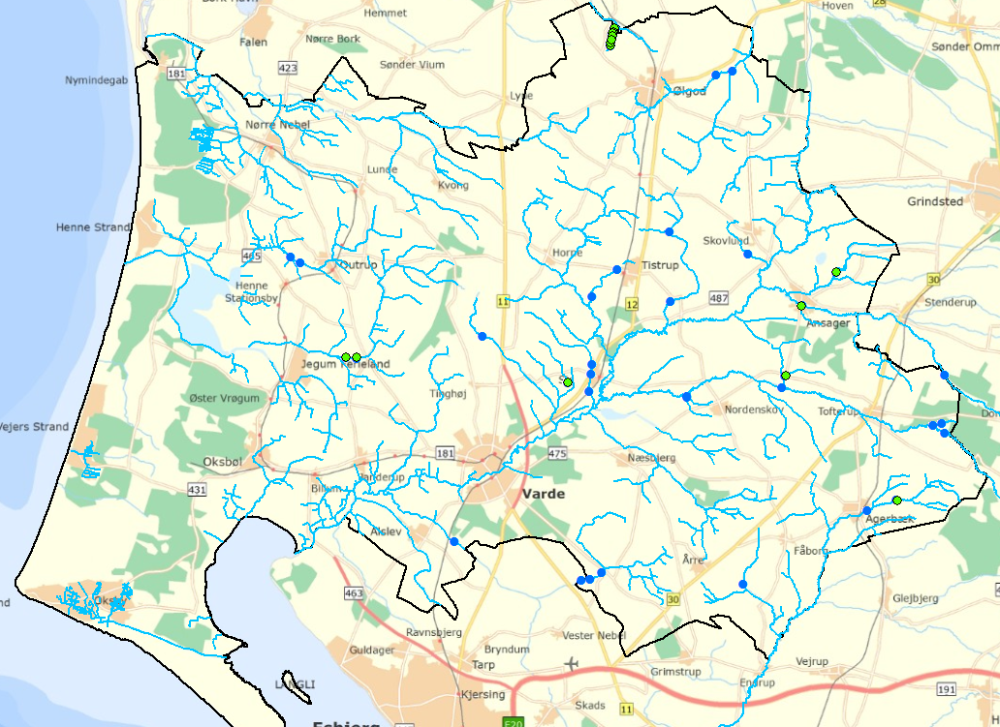 Hemmet
Hoven
28
Falen
Nørre Bork
Sønder Omm
423
Sønder Vium
181
Nymindegab
Lyne
Ølgod
Nørre Nebel
Lunde
Kvong
Grindsted
Henne Strand
Skovlund
465
Horne
Outrup
Tistrup
30
Henne
Stationsby
11
12
487
Stenderup
Ansager
Jegum Ferieland
Øster Vrøgum
Tinghøj
Nordenskov
Tofterup
Vejers Strand
Oksbøl
181
475
Næsbjerg
Janderup
431
Billum
Varde
Agerbæk
Alslev
Fåborg
Årre
463
30
Glejbjerg
Ravnsbjerg
Vester Nebel
Guldager
Bryndum
Tarp
Grimstrup
Vejrup
LANGLI
Endrup
191
Kjersing
Skads
11
Esbjerg
E20